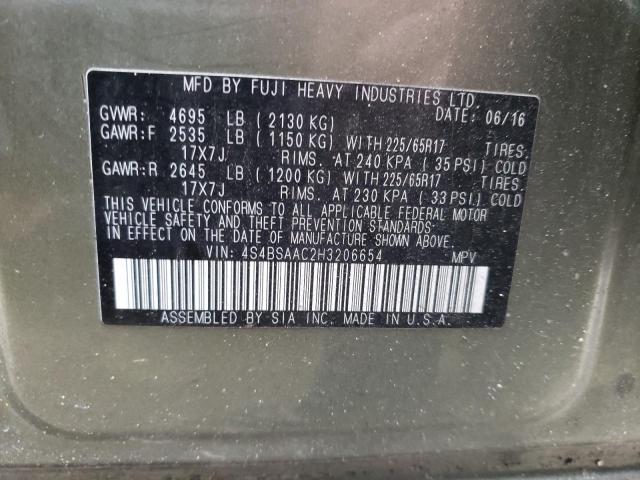 MFD BY FUJI HEAVY INDUSTRIES LTD.
DATE: 06/16
GVWR: 4695 LB (2130 KG)
GAWR:F 2535 LB (1150 KG) WITH 225/65R17 TIRES.
17X7J RIMS. AT 240 KPA (35 PSI) COLD
GAWR:R 2645 LB (1200 KG) WITH 225/65R17 TIRES.
17X7J RIMS. AT 230 KPA (33 PSI) COLD
THIS VEHICLE CONFORMS TO ALL APPLICABLE FEDERAL MOTOR
VEHICLE SAFETY AND THEFT PREVENTION STANDARDS
IN EFFECT ON THE DATE OF MANUFACTURE SHOWN ABOVE.
VIN: 4S4BSAAC2H3206654 MPV
ASSEMBLED BY SIA INC. MADE IN U.S.A.